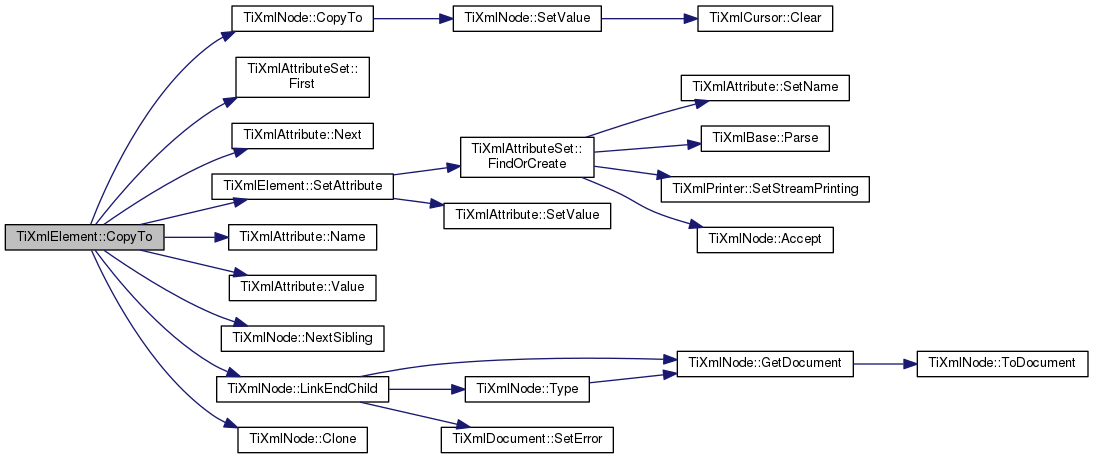 TiXmlElement::CopyTo
TiXmlNode::CopyTo
TiXmlNode::SetValue
TiXmlCursor::Clear
TiXmlAttributeSet::
First
TiXmlAttribute::Next
TiXmlElement::SetAttribute
TiXmlAttributeSet::
FindOrCreate
TiXmlAttribute::SetName
TiXmlBase::Parse
TiXmlPrinter::SetStreamPrinting
TiXmlNode::Accept
TiXmlAttribute::SetValue
TiXmlAttribute::Name
TiXmlAttribute::Value
TiXmlNode::NextSibling
TiXmlNode::LinkEndChild
TiXmlNode::GetDocument
TiXmlNode::ToDocument
TiXmlNode::Type
TiXmlDocument::SetError
TiXmlNode::Clone